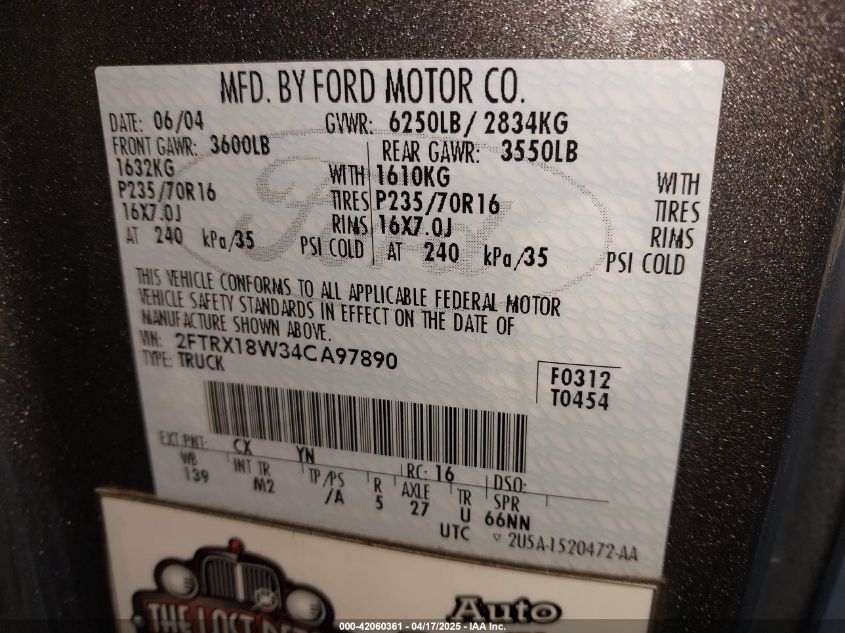 MFD. BY FORD MOTOR CO.
DATE: 06/04 GVWR: 6250LB/ 2834KG
FRONT GAWR: 3600LB REAR GAWR: 3550LB
1632KG WITH 1610KG WITH
P235/70R16 TIRES P235/70R16 TIRES
16X7.0J RIMS 16X7.0J RIMS
AT 240 kPa/35 PSI COLD AT 240 kPa/35 PSI COLD
THIS VEHICLE CONFORMS TO ALL APPLICABLE FEDERAL MOTOR
VEHICLE SAFETY STANDARDS IN EFFECT ON THE DATE OF
MANUFACTURE SHOWN ABOVE.
VIN: 2FTRX18W34CA97890
TYPE: TRUCK
F0312
T0454
EXT PNT: CX YN RC: 16 DSO:
WB INT TR TP/PS R AXLE TR SPR
139 M2 /A 5 27 U 66NN
UTC ▽ 2U5A-1520472-AA
THE LOST
Auto
000-42060361 - 04/17/2025 - IAA Inc.